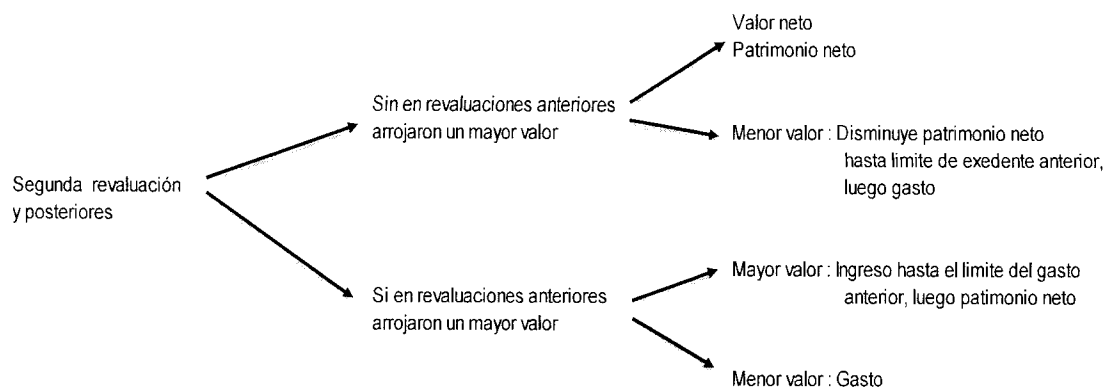 Segunda revaluación
y posteriores
Sin en revaluaciones anteriores
arrojaron un mayor valor
Valor neto
Patrimonio neto
Menor valor : Disminuye patrimonio neto
hasta limite de exedente anterior,
luego gasto
Si en revaluaciones anteriores
arrojaron un mayor valor
Mayor valor : Ingreso hasta el limite del gasto
anterior, luego patimonio neto
Menor valor : Gasto